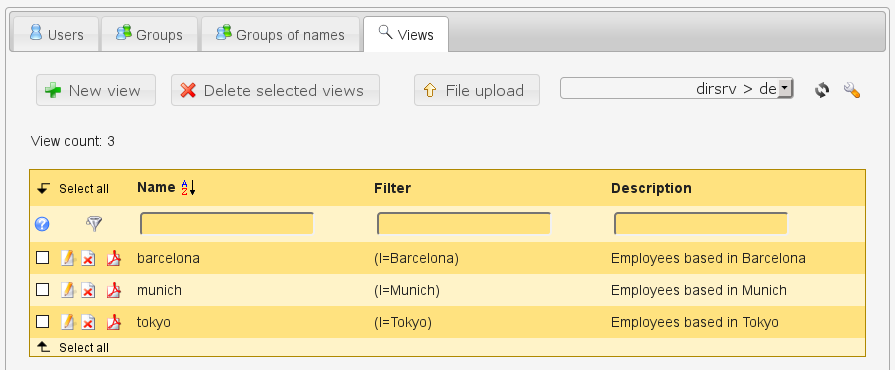 Users
Groups
Groups of names
Views
New view
Delete selected views
File upload
dirsrv > de
View count: 3
Select all Name Filter Description
barcelona (l=Barcelona) Employees based in Barcelona
munich (l=Munich) Employees based in Munich
tokyo (l=Tokyo) Employees based in Tokyo
Select all